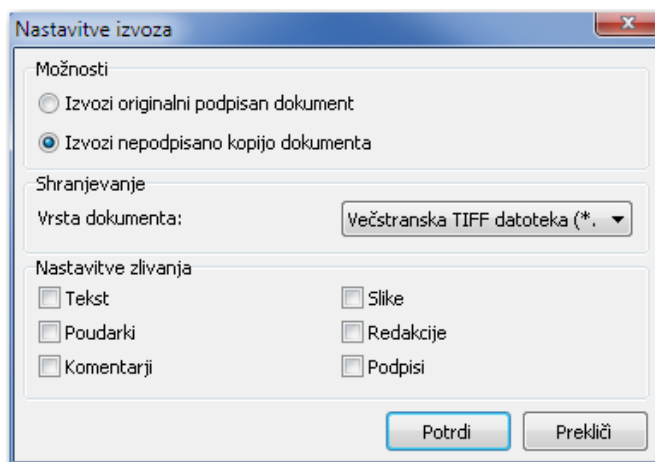 Nastavitve izvoza
Možnosti
Izvozi originalni podpisan dokument
Izvozi nepodpisano kopijo dokumenta
Shranjevanje
Vrsta dokumenta: Večstranska TIFF datoteka (*.
Nastavitve zlivanja
Tekst Slike
Poudarki Redakcije
Komentarji Podpisi
Potrdi Prekliči